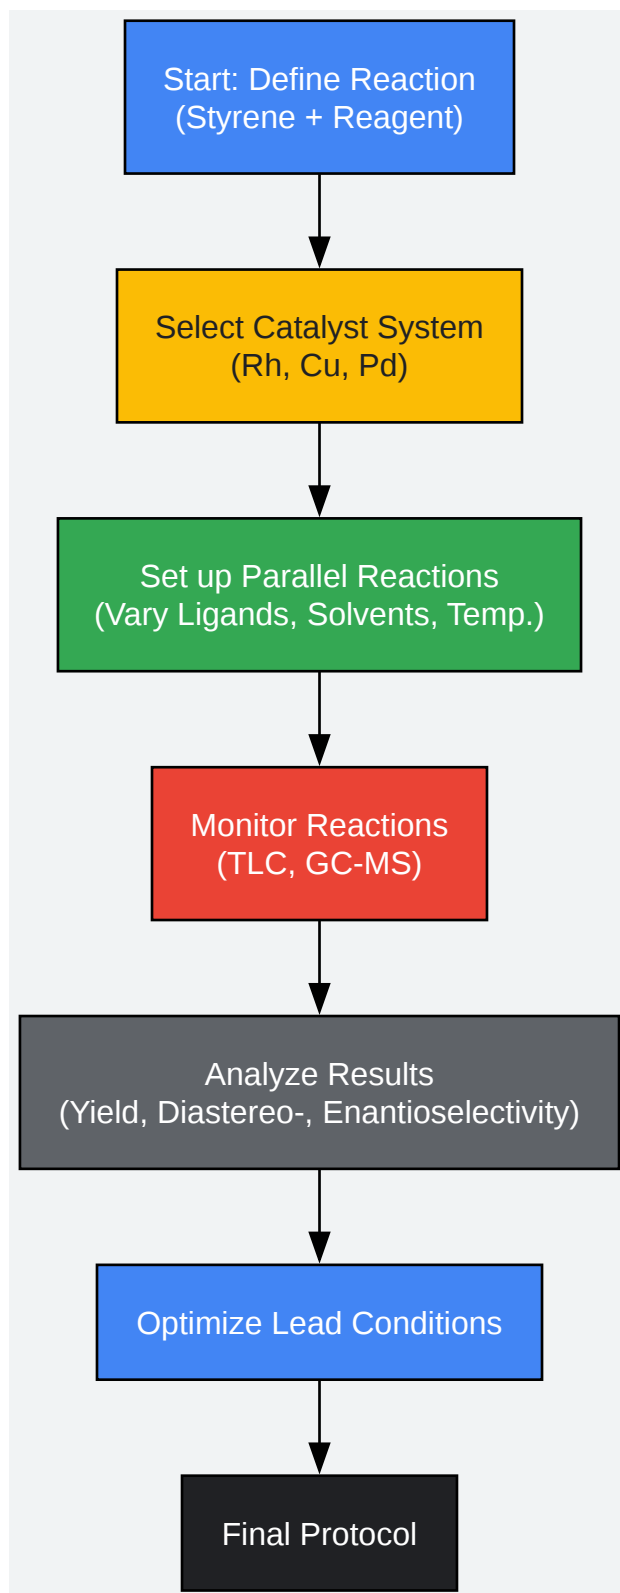 Start: Define Reaction
(Styrene + Reagent)
Select Catalyst System
(Rh, Cu, Pd)
Set up Parallel Reactions
(Vary Ligands, Solvents, Temp.)
Monitor Reactions
(TLC, GC-MS)
Analyze Results
(Yield, Diastereo-, Enantioselectivity)
Optimize Lead Conditions
Final Protocol